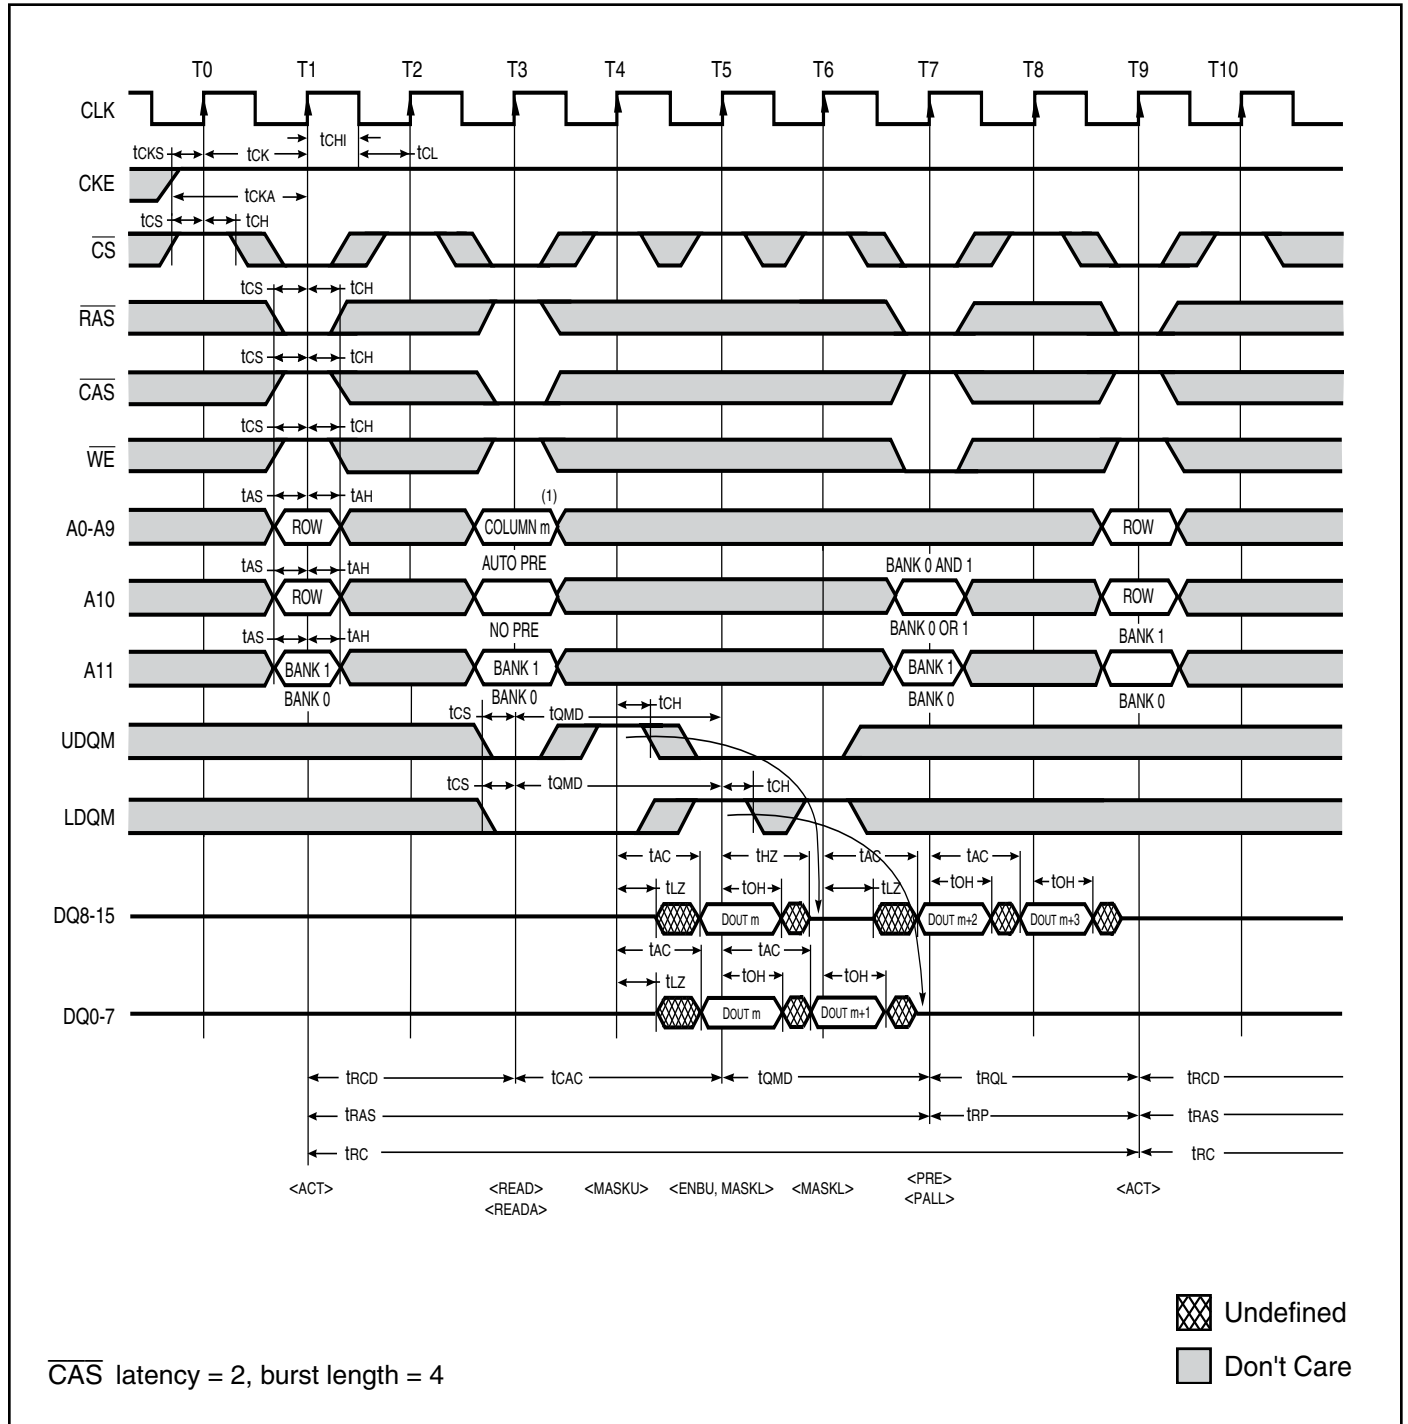 T0 T1 T2 T3 T4 T5 T6 T7 T8 T9 T10
CLK
tCHI
tCKS tCK tCL
CKE
tCKA
tCS tCH
CS
tCS tCH
RAS
tCS tCH
CAS
tCS tCH
WE
tAS tAH (1)
A0-A9 ROW COLUMN m ROW
tAS tAH AUTO PRE BANK 0 AND 1
A10 ROW ROW
tAS tAH NO PRE BANK 0 OR 1 BANK 1
A11 BANK 1 BANK 1 BANK 1
BANK 0 BANK 0 BANK 0 BANK 0
tCS tQMD tCH
UDQM
tCS tQMD tCH
LDQM
tAC tHZ tAC tAC
tLZ tOH tLZ tOH tOH
DQ8-15 DOUT m DOUT m+2 DOUT m+3
tAC tAC
tLZ tOH tOH
DQ0-7 DOUT m DOUT m+1
tRCD tCAC tQMD tRQL tRCD
tRAS tRP tRAS
tRC tRC
<ACT> <READ> <MASKU> <ENBU, MASKL> <MASKL> <PRE> <ACT>
<READA> <PALL>
Undefined
Don't Care
CAS latency = 2, burst length = 4